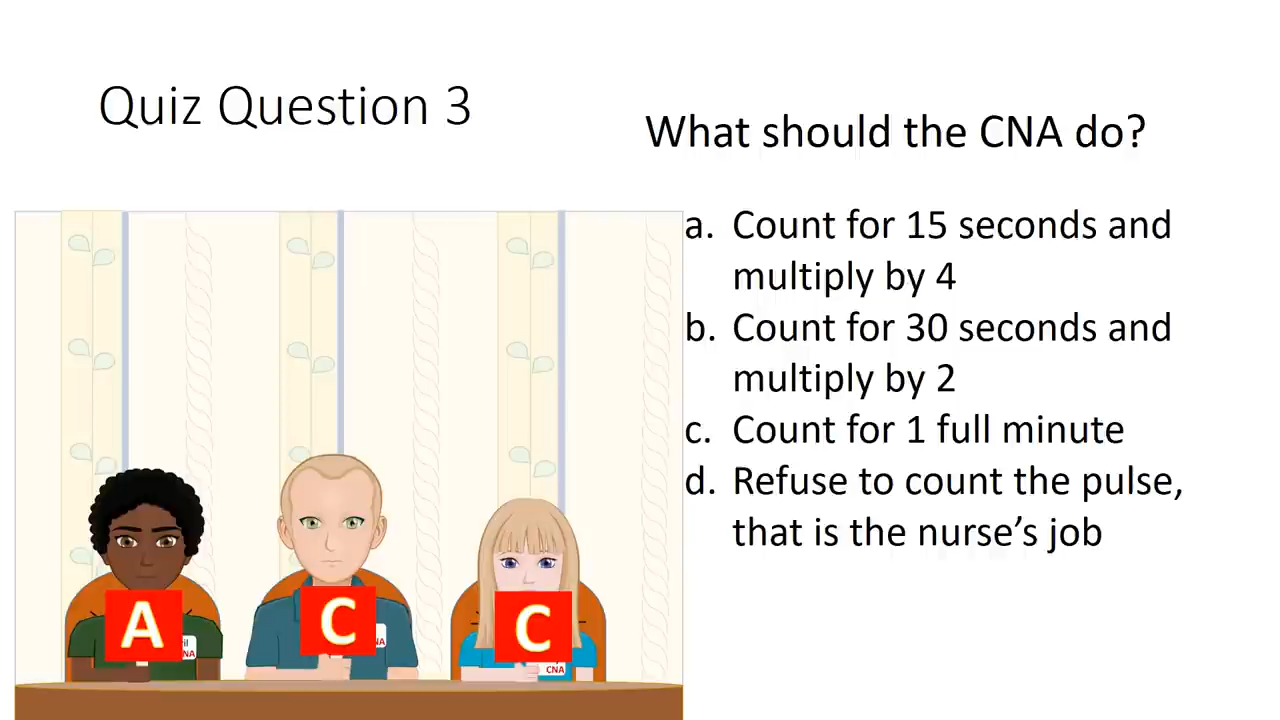 Quiz Question 3
What should the CNA do?
a. Count for 15 seconds and
multiply by 4
b. Count for 30 seconds and
multiply by 2
c. Count for 1 full minute
d. Refuse to count the pulse,
that is the nurse’s job
A
C
C
CNA